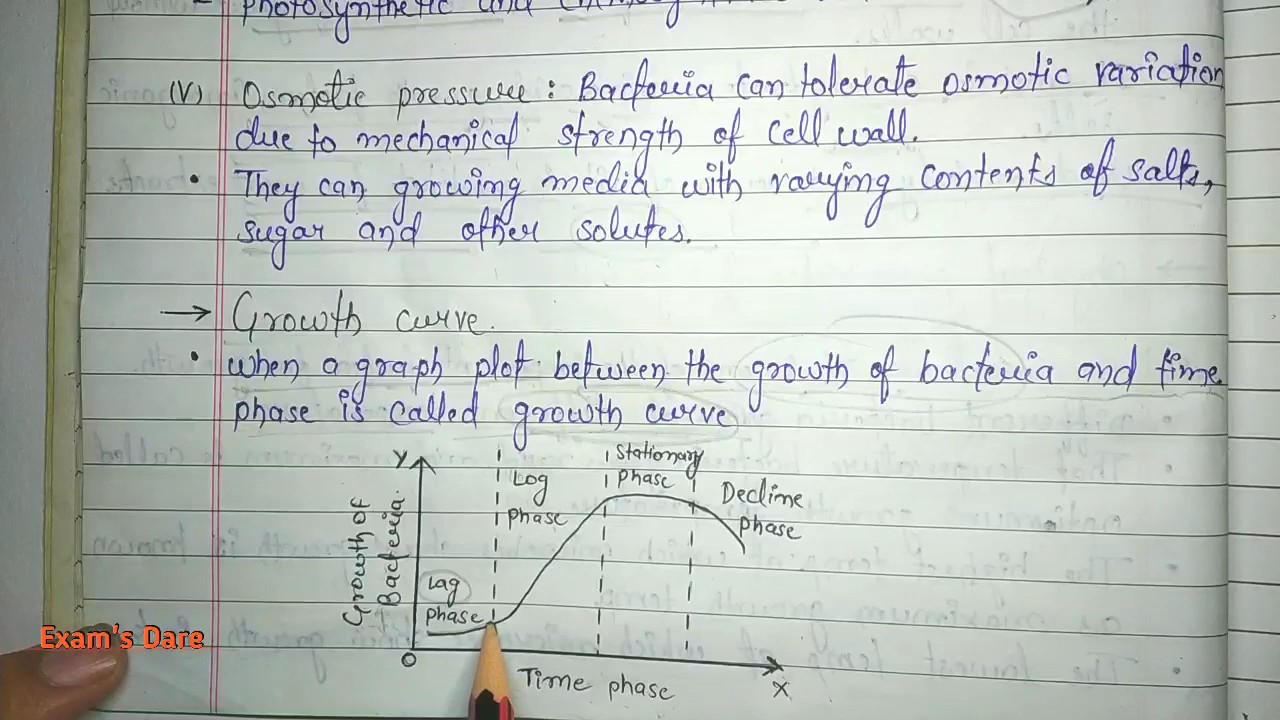 Photosynthetic and
(V) Osmotic pressure : Bacteria can tolerate osmotic variation
due to mechanical strength of cell wall.
• They can growing media with varying contents of salts,
sugar and other solutes.
→ Growth curve.
• when a graph plot between the growth of bacteria and time
phase is called growth curve.
Y
Growth of
Bacteria.
Lag
phase
Log
phase
Stationary
phase
Decline
phase
O
Time phase
X
Exam's Dare